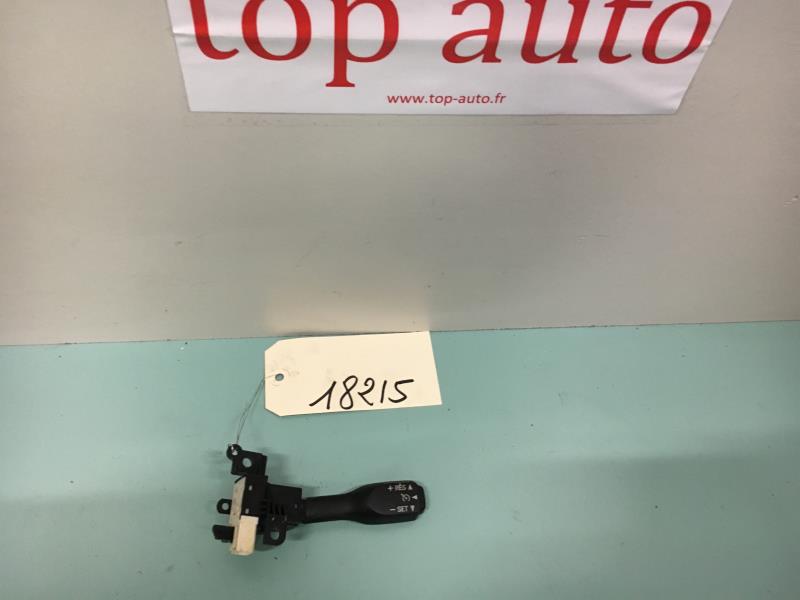 top auto
www.top-auto.fr
18215
+ RES
- SET